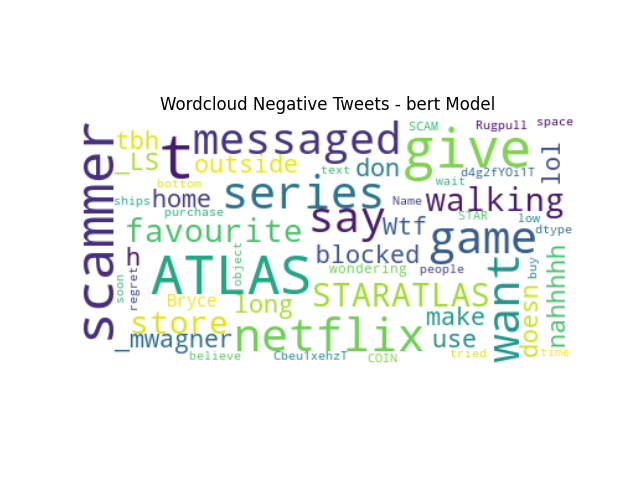 Wordcloud Negative Tweets - bert Model
scammer
tbh
_LS
t
messaged
outside
SCAM
give
Rugpull
space
lol
text
don
d4g2fYOi1T
wait
bottom
ships
home
purchase
series
say
Name
walking
STAR
low
dtype
favourite
Wtf
game
h
blocked
wondering
people
want
buy
doesn
nahhhhh
soon
regret
ATLAS
object
Bryce
long
STARATLAS
store
make
use
_mwagner
netflix
believe
Cbeu1xehzT
COIN
tried
time